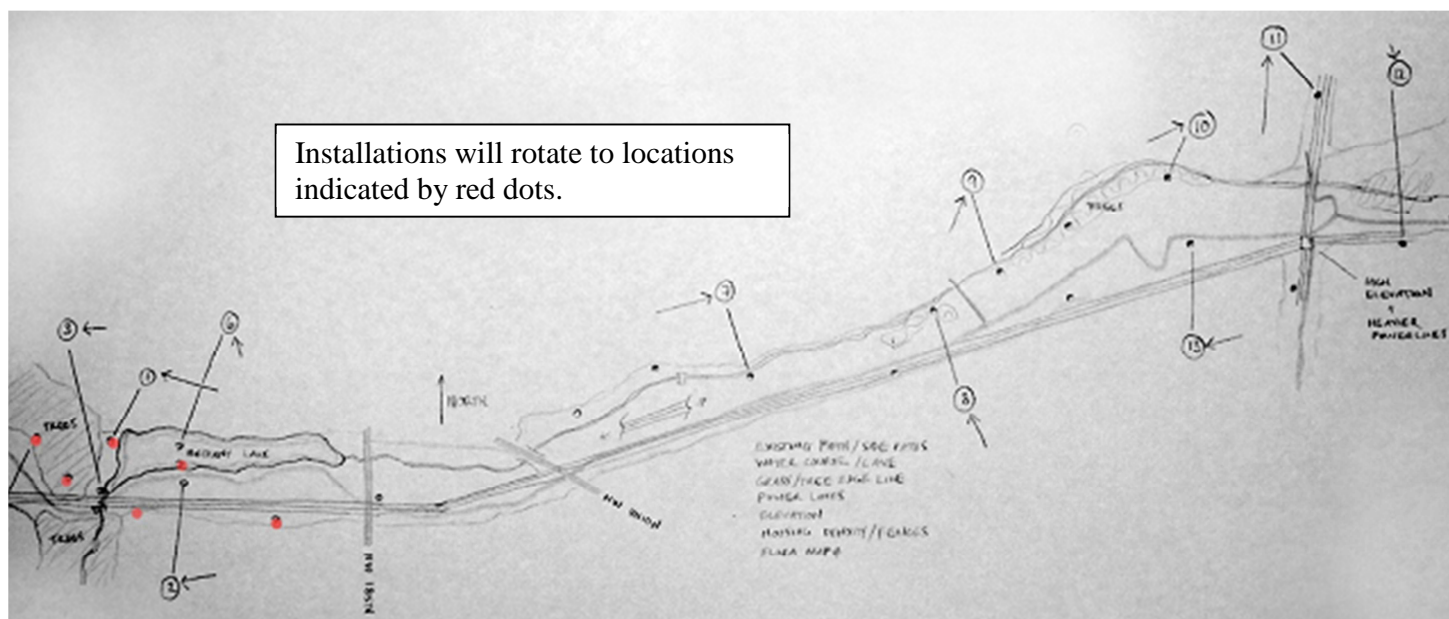 11
12
Installations will rotate to locations
indicated by red dots.
10
9
TREES
7
HIGH
ELEVATION
+
HEAVIER
POWERLINES
3
6
1
13
NORTH
8
TREES
BETHANY LAKE
EXISTING PATH/SIDE PATHS
WATER COURSE/LAKE
GRASS/TREE EDGE LINE
POWER LINES
ELEVATION
HOUSING DENSITY/FENCES
NW UNION
TREES
2
NW 185TH